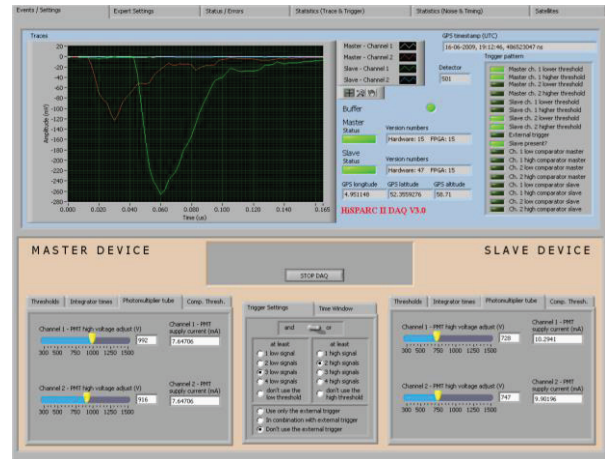 Events / Settings
Expert Settings
Status / Errors
Statistics (Trace & Trigger)
Statistics (Noise & Timing)
Satellites
Traces
20
0
-20
-40
-60
-80
-100
-120
-140
-160
-180
-200
-220
-240
-260
-280
Amplitude (mV)
0.000 0.020 0.040 0.060 0.080 0.100 0.120 0.140 0.165
Time (us)
Master - Channel 1
Master - Channel 2
Slave - Channel 1
Slave - Channel 2
Detector
501
GPS timestamp (UTC)
16-06-2009, 19:12:46, 486523047 ns
Trigger pattern
Master ch. 1 lower threshold
Master ch. 1 higher threshold
Master ch. 2 lower threshold
Master ch. 2 higher threshold
Slave ch. 1 lower threshold
Slave ch. 1 higher threshold
Slave ch. 2 lower threshold
Slave ch. 2 higher threshold
External trigger
Slave present?
Ch. 1 low comparator master
Ch. 1 high comparator master
Ch. 2 low comparator master
Ch. 2 high comparator master
Ch. 1 low comparator slave
Ch. 1 high comparator slave
Ch. 2 low comparator slave
Ch. 2 high comparator slave
Buffer
Master
Status
Version numbers
Hardware: 15 FPGA: 15
Slave
Status
Version numbers
Hardware: 47 FPGA: 15
GPS longitude GPS latitude GPS altitude
4.951148 52.3559276 58.71
HiSPARC II DAQ V3.0
MASTER DEVICE
SLAVE DEVICE
STOP DAQ
Thresholds Integrator times Photomultiplier tube Comp. Thresh.
Channel 1 - PMT high voltage adjust (V)
992
300 500 750 1000 1250 1500
Channel 1 - PMT
supply current (mA)
7.64706
Channel 2 - PMT high voltage adjust (V)
916
300 500 750 1000 1250 1500
Channel 2 - PMT
supply current (mA)
7.64706
Trigger Settings Time Window
and or
at least
1 low signal
2 low signals
3 low signals
4 low signals
don't use the
low threshold
at least
1 high signal
2 high signals
3 high signals
4 high signals
don't use the
high threshold
Use only the external trigger
In combination with external trigger
Don't use the external trigger
Thresholds Integrator times Photomultiplier tube Comp. Thresh.
Channel 1 - PMT high voltage adjust (V)
728
300 500 750 1000 1250 1500
Channel 1 - PMT
supply current (mA)
10.2941
Channel 2 - PMT high voltage adjust (V)
747
300 500 750 1000 1250 1500
Channel 2 - PMT
supply current (mA)
9.90196